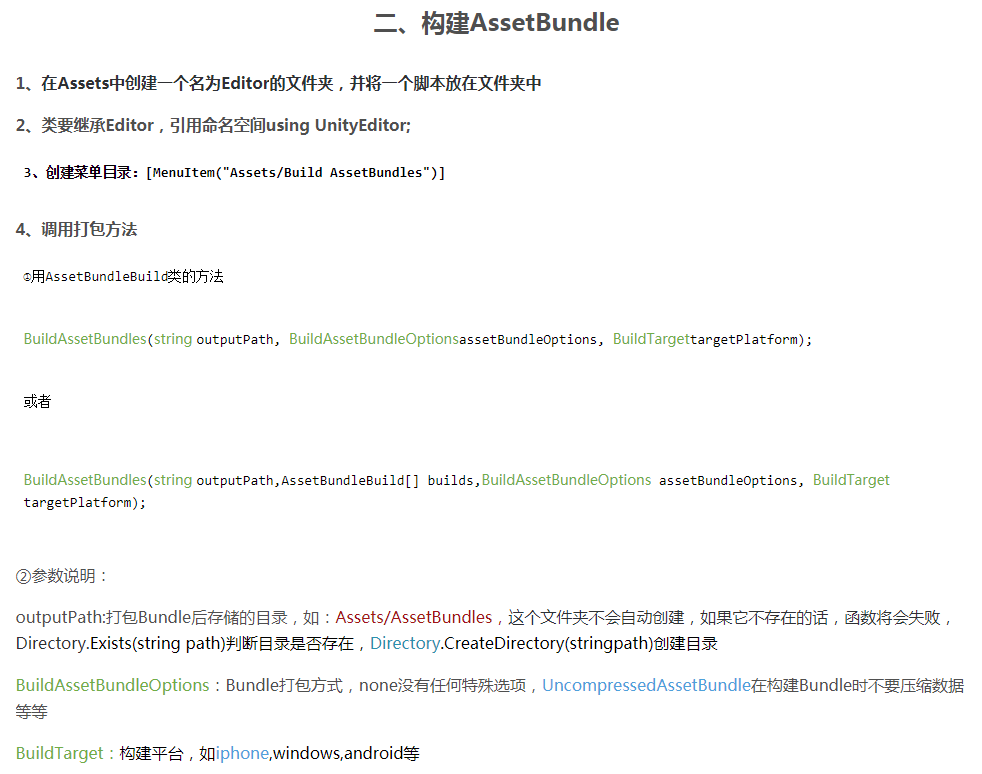 二、构建AssetBundle
1、在Assets中创建一个名为Editor的文件夹，并将一个脚本放在文件夹中
2、类要继承Editor，引用命名空间using UnityEditor;
3、创建菜单目录：[MenuItem("Assets/Build AssetBundles")]
4、调用打包方法
①用AssetBundleBuild类的方法
BuildAssetBundles(string outputPath, BuildAssetBundleOptionsassetBundleOptions, BuildTargettargetPlatform);
或者
BuildAssetBundles(string outputPath,AssetBundleBuild[] builds,BuildAssetBundleOptions assetBundleOptions, BuildTarget
targetPlatform);
②参数说明：
outputPath:打包Bundle后存储的目录，如：Assets/AssetBundles，这个文件夹不会自动创建，如果它不存在的话，函数将会失败，
Directory.Exists(string path)判断目录是否存在，Directory.CreateDirectory(stringpath)创建目录
BuildAssetBundleOptions：Bundle打包方式，none没有任何特殊选项，UncompressedAssetBundle在构建Bundle时不要压缩数据
等等
BuildTarget：构建平台，如iphone,windows,android等